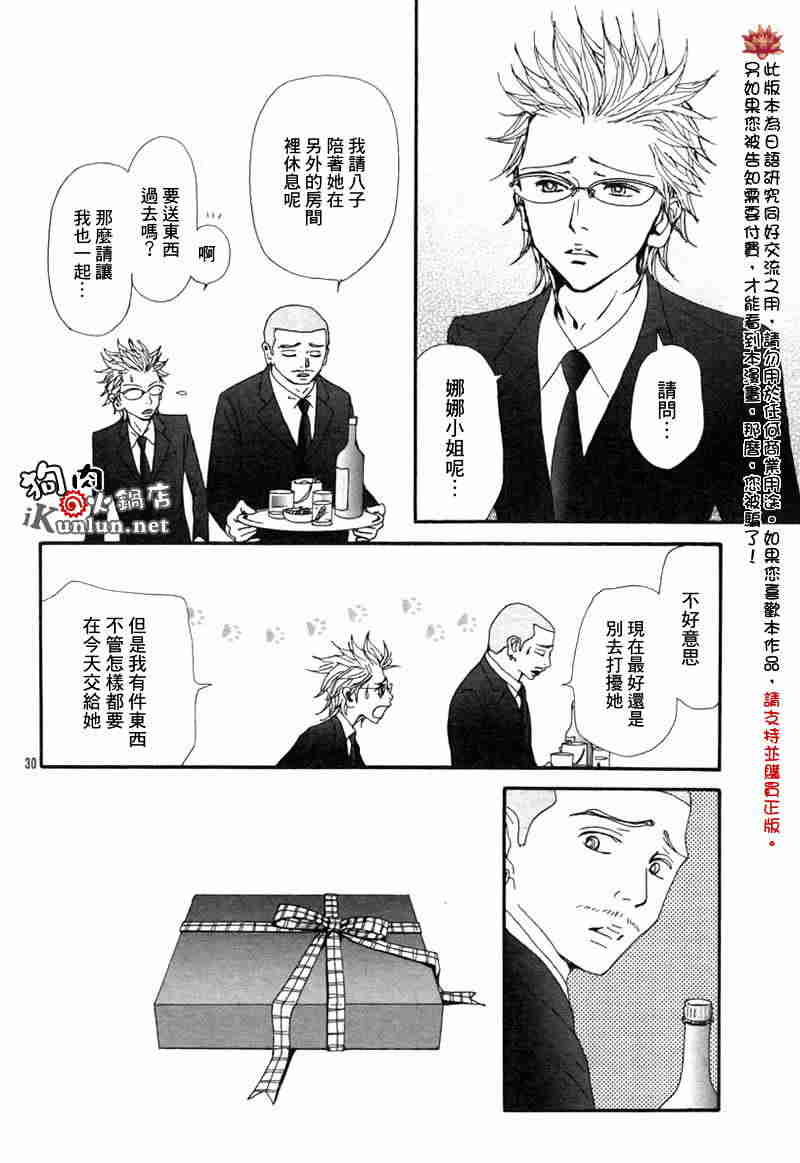 請問…
娜娜小姐呢…
我請八子
陪著她在
另外的房間
裡休息呢
啊
要送東西
過去嗎？
那麼請讓
我也一起…
狗肉火鍋店
iKunlun.net
不好意思
現在最好還是
別去打擾她
但是我有件東西
不管怎樣都要
在今天交給她
30
此版本為日語研究同好交流之用，請勿用於任何商業用途。如果您喜歡本作品，請支持並購買正版。
另如果您被告知需要付費，才能看到本漫畫，那麼，您被騙了！